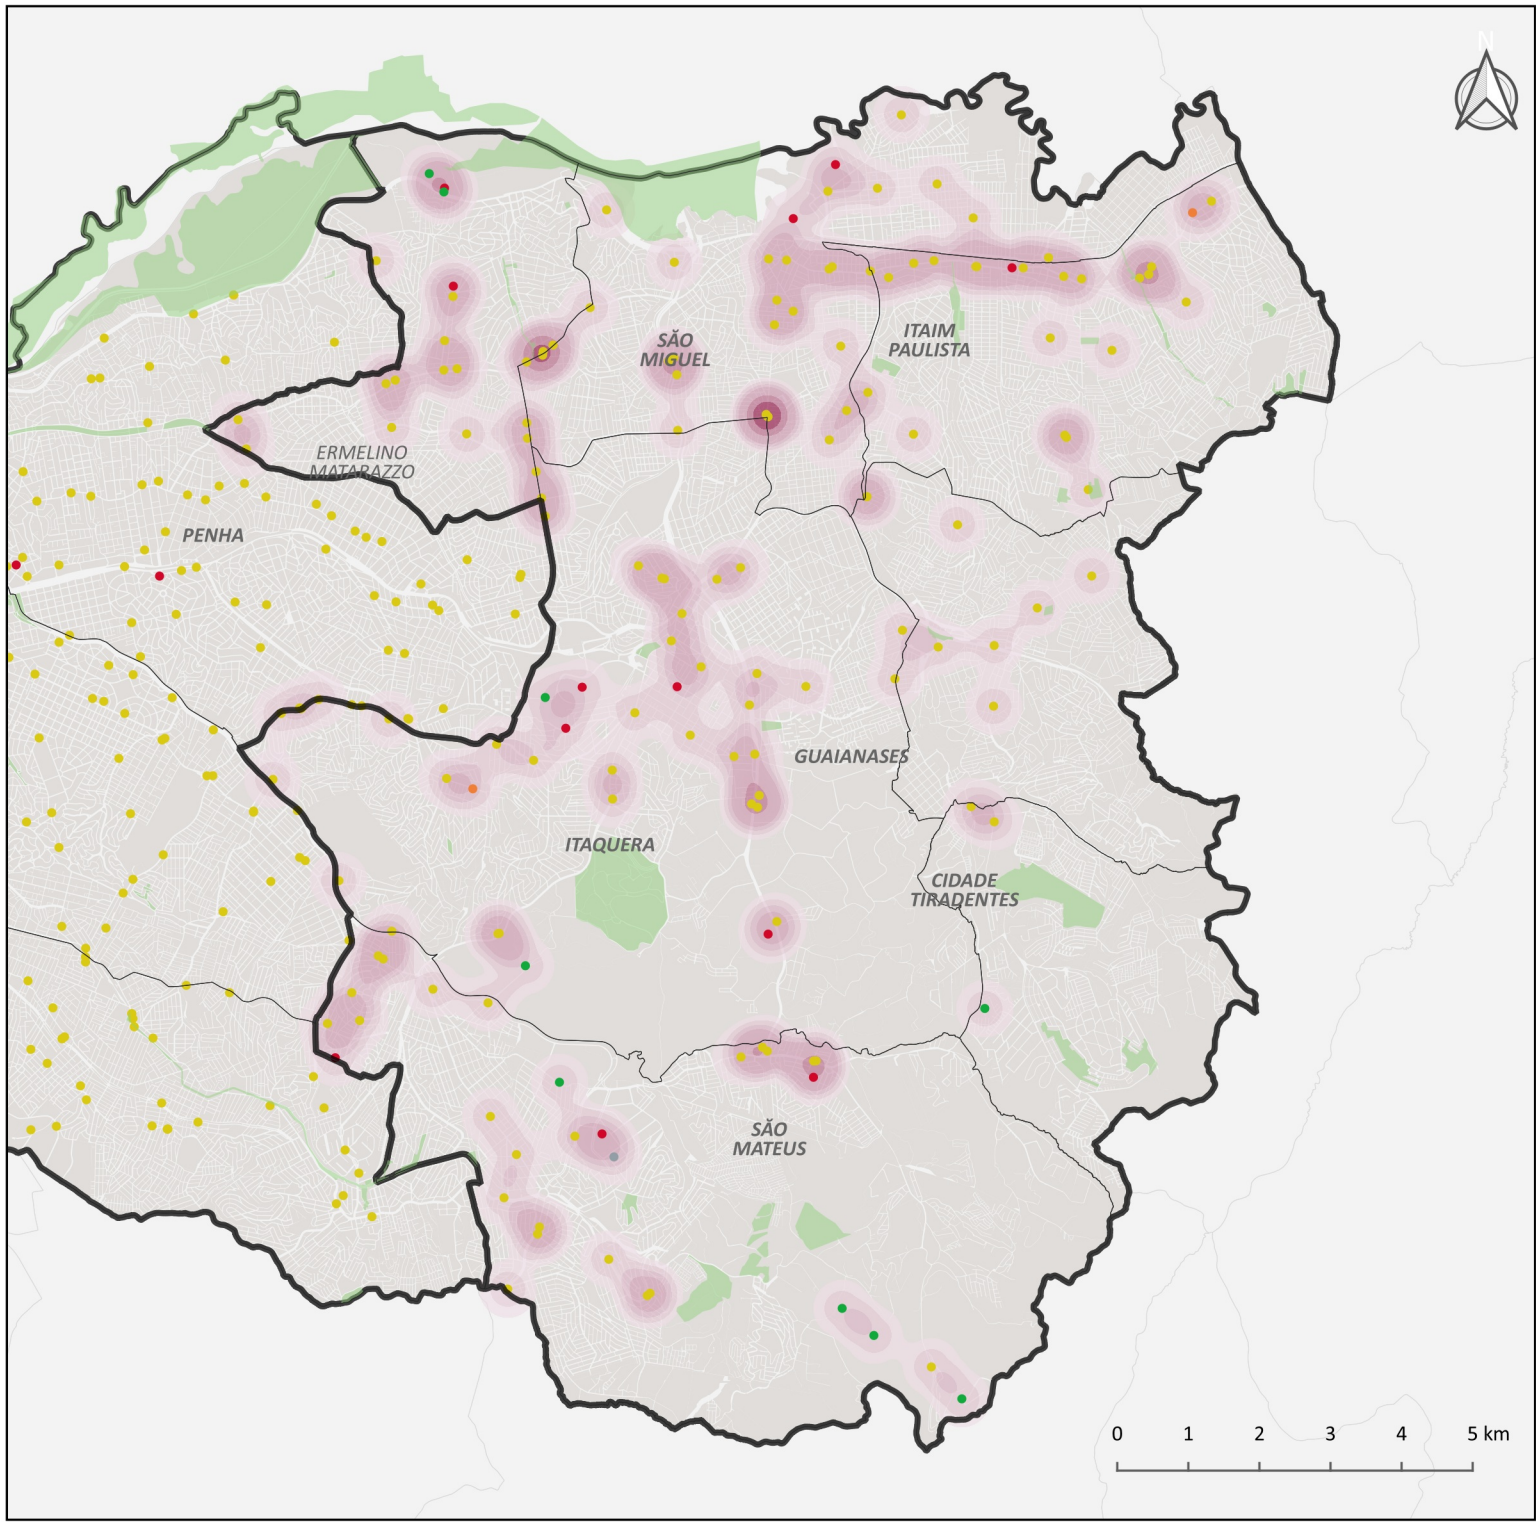 N
ITAIM
PAULISTA
SÃO
MIGUEL
ERMELINO
MATARAZZO
PENHA
GUAIANASES
ITAQUERA
CIDADE
TIRADENTES
SÃO
MATEUS
0 1 2 3 4 5 km